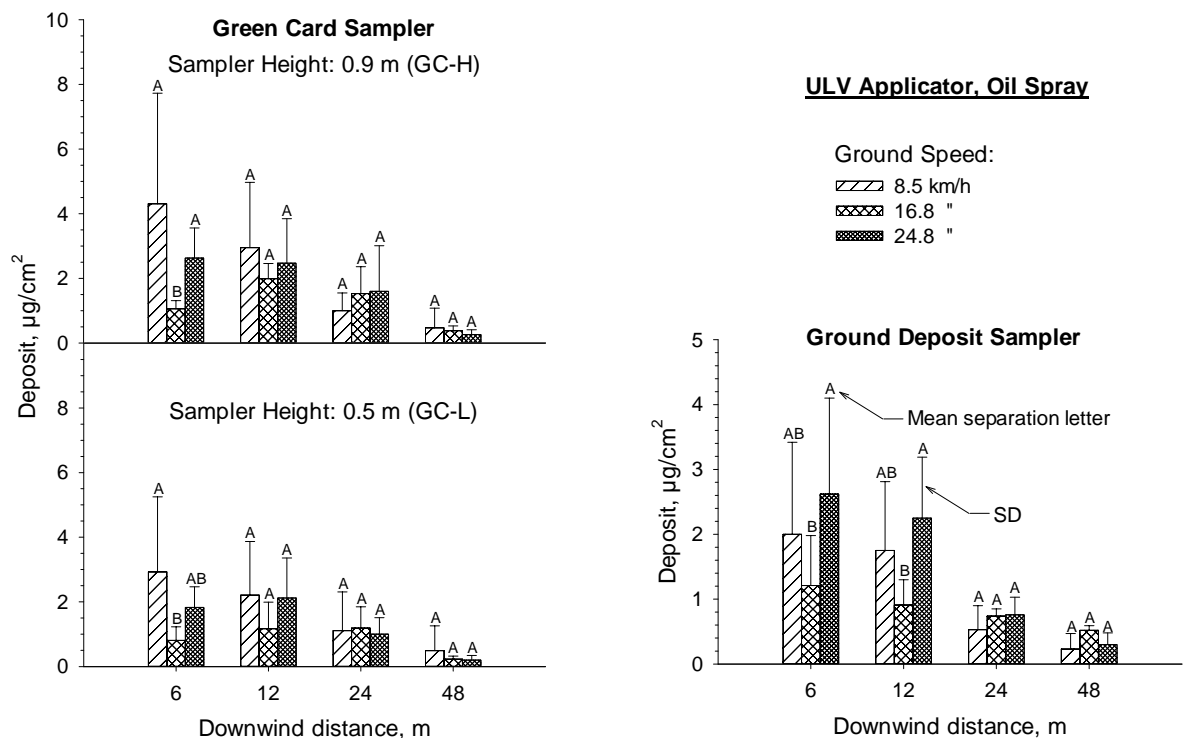 Green Card Sampler
Sampler Height: 0.9 m (GC-H)
10
8
6
4
2
0
A
A
B
A
A
A
A
A
A
A
A
A
Deposit, µg/cm²
Sampler Height: 0.5 m (GC-L)
8
6
4
2
0
A
B
AB
A
A
A
A
A
A
A
A
A
6
12
24
48
Downwind distance, m
ULV Applicator, Oil Spray
Ground Speed:
8.5 km/h
16.8 "
24.8 "
Ground Deposit Sampler
5
4
3
2
1
0
Deposit, µg/cm²
AB
B
A
Mean separation letter
AB
B
A
SD
A
A
A
A
A
A
6
12
24
48
Downwind distance, m